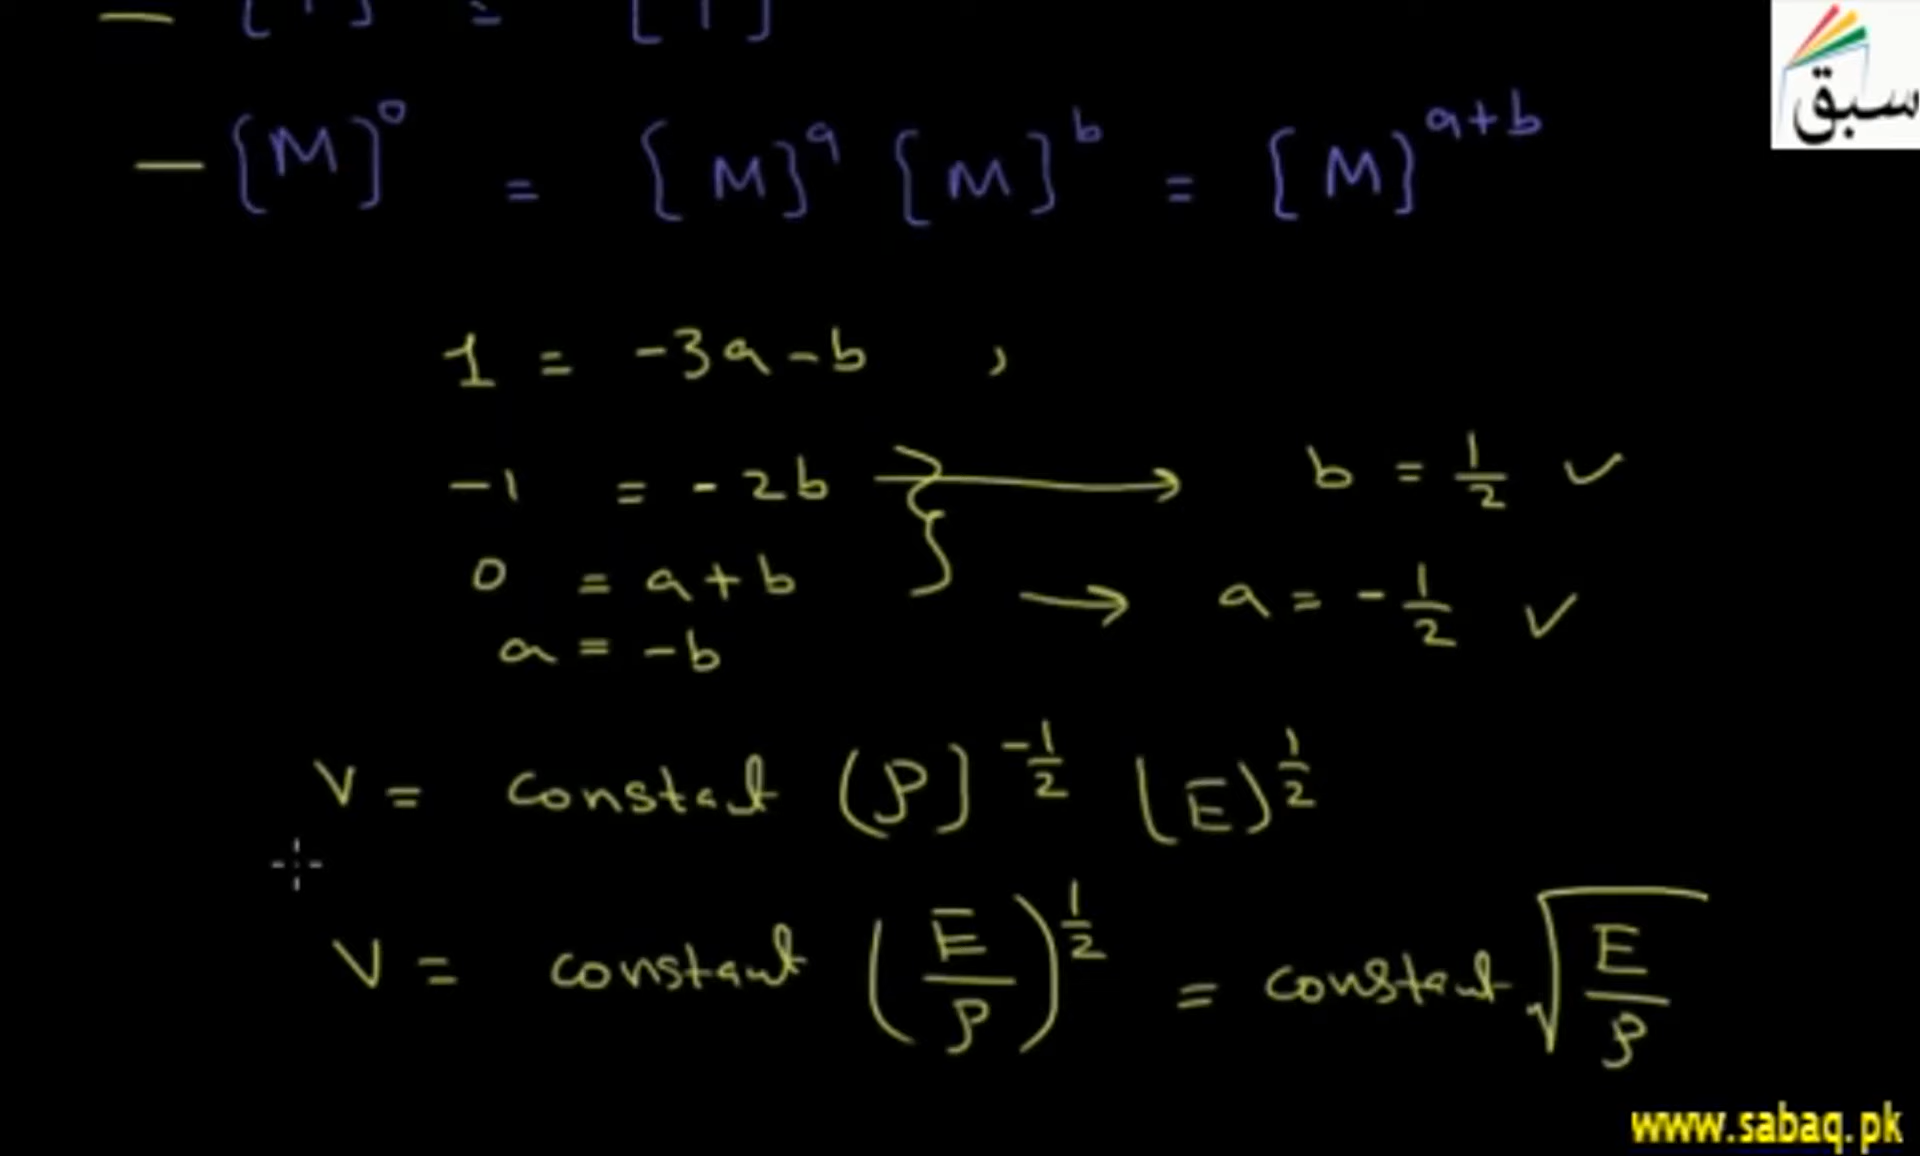 سبق
- [M]⁰ = [M]ᵃ [M]ᵇ = [M]ᵃ⁺ᵇ
1 = -3a - b ,
-1 = -2b → b = 1/2 ✓
0 = a + b → a = -1/2 ✓
a = -b
V = constant (ρ]^(-1/2) (E)^(1/2)
V = constant (E/ρ)^(1/2) = constant √(E/ρ)
www.sabaq.pk